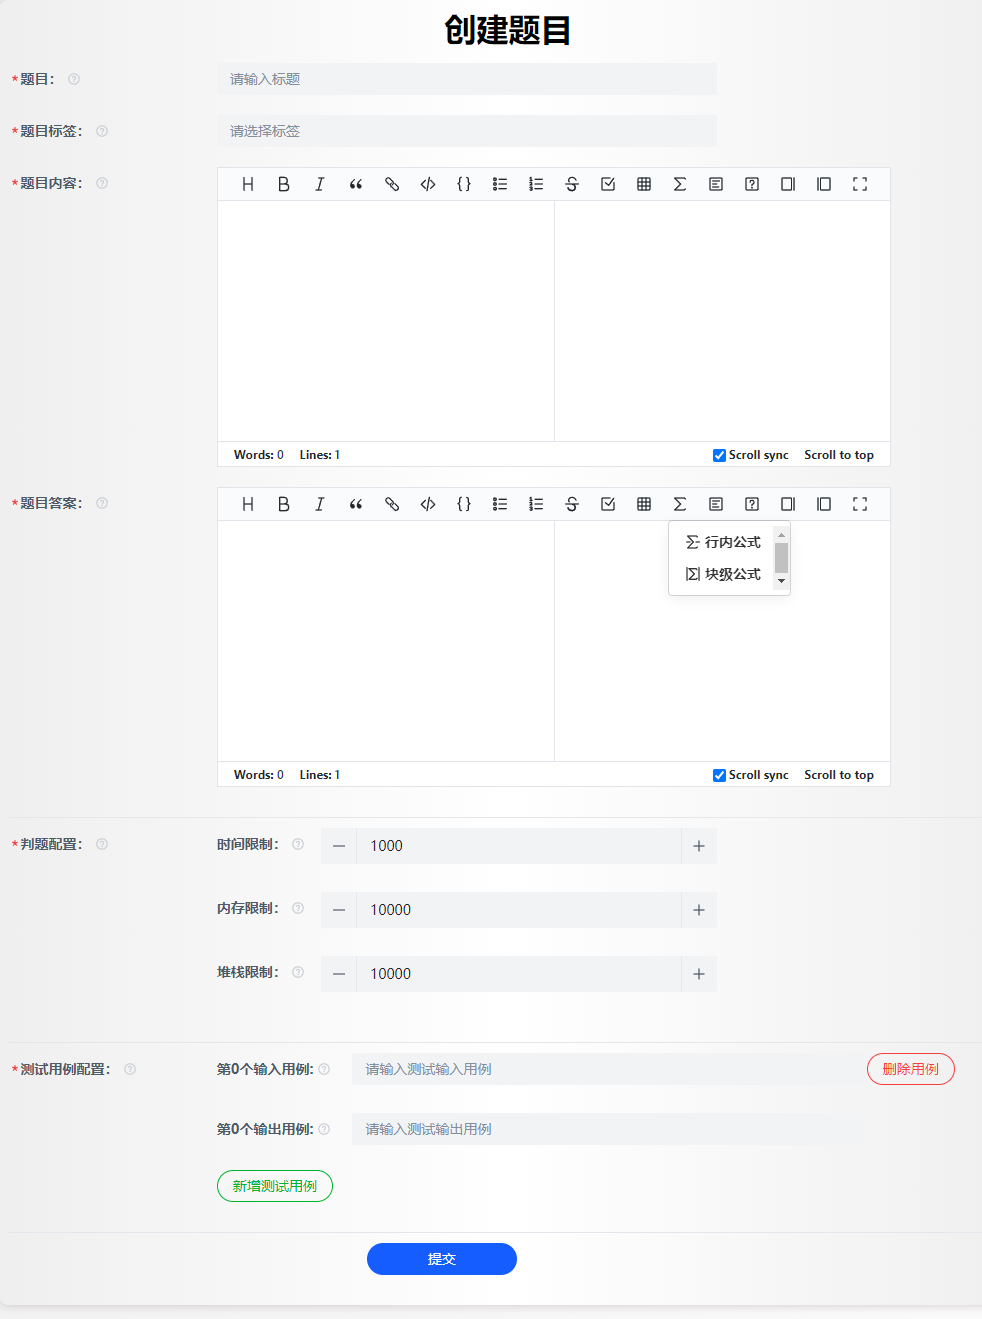 创建题目
*题目：
请输入标题
*题目标签：
请选择标签
*题目内容：
Words: 0 Lines: 1 Scroll sync Scroll to top
*题目答案：
行内公式
块级公式
Words: 0 Lines: 1 Scroll sync Scroll to top
*判题配置：
时间限制： 1000
内存限制： 10000
堆栈限制： 10000
*测试用例配置：
第0个输入用例: 请输入测试输入用例 删除用例
第0个输出用例: 请输入测试输出用例
新增测试用例
提交